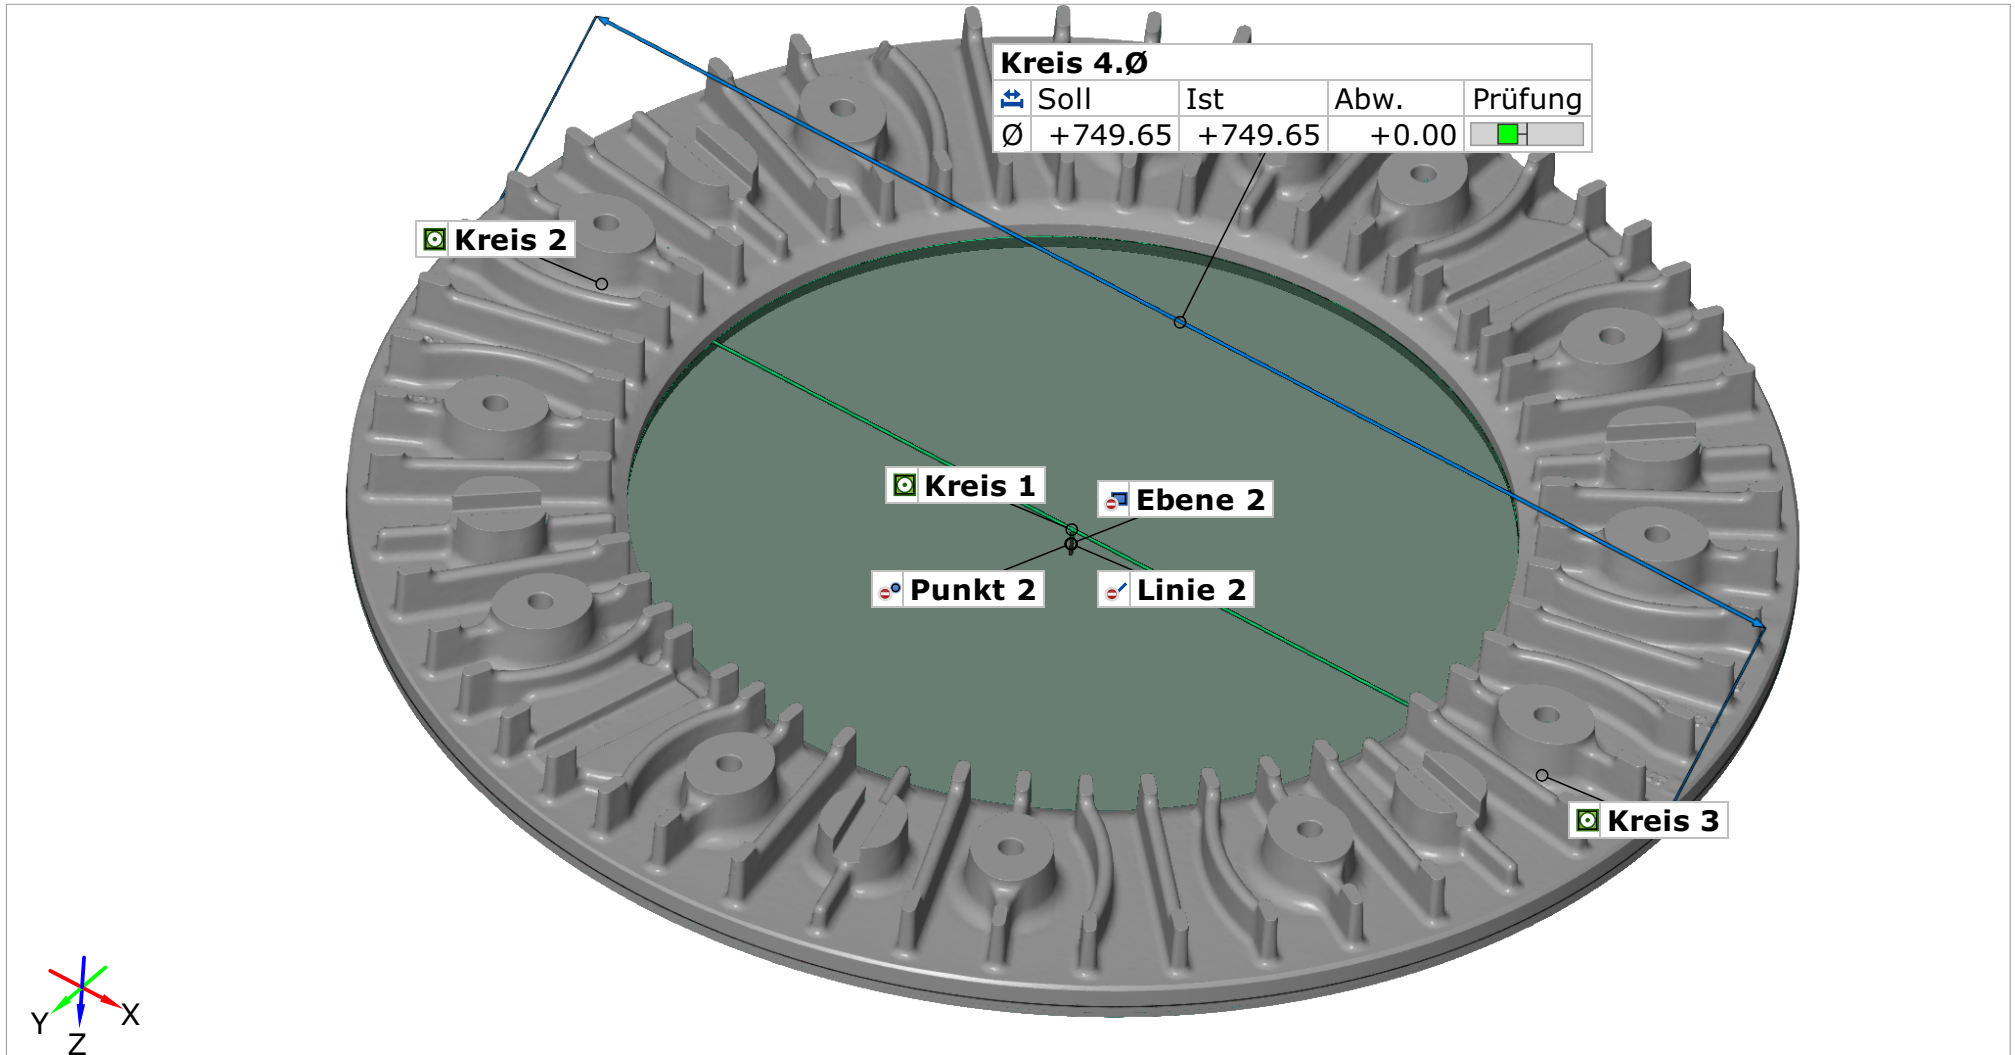 Kreis 4.Ø
Soll Ist Abw. Prüfung
Ø +749.65 +749.65 +0.00
Kreis 2
Kreis 1
Ebene 2
Punkt 2
Linie 2
Kreis 3
Y
X
Z